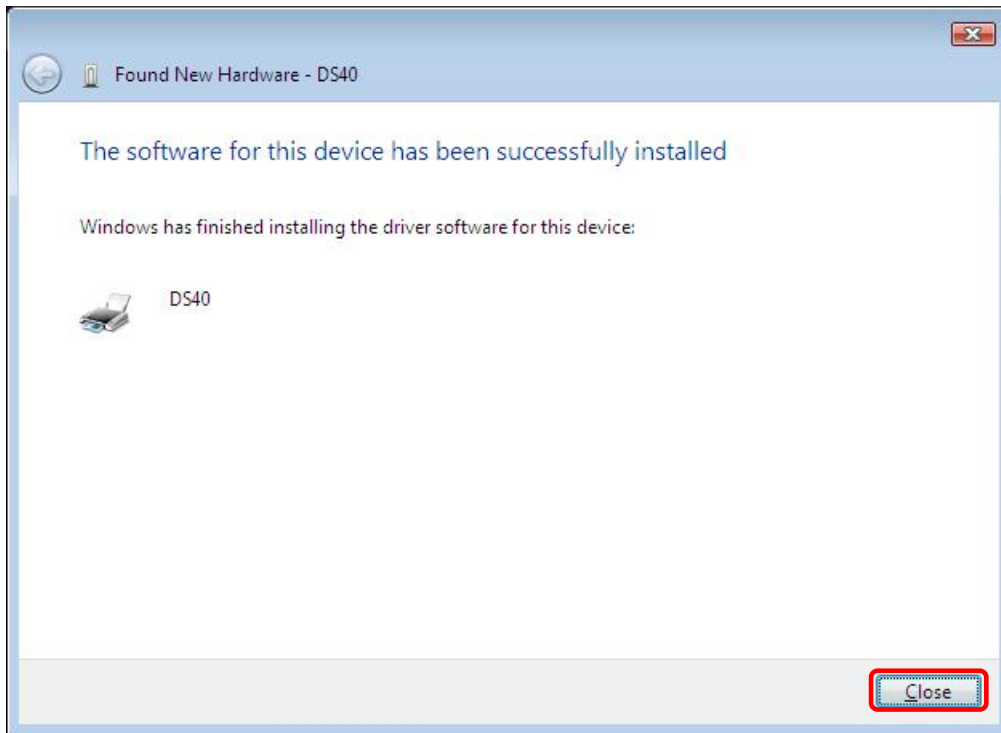 Found New Hardware - DS40
The software for this device has been successfully installed
Windows has finished installing the driver software for this device:
DS40
Close